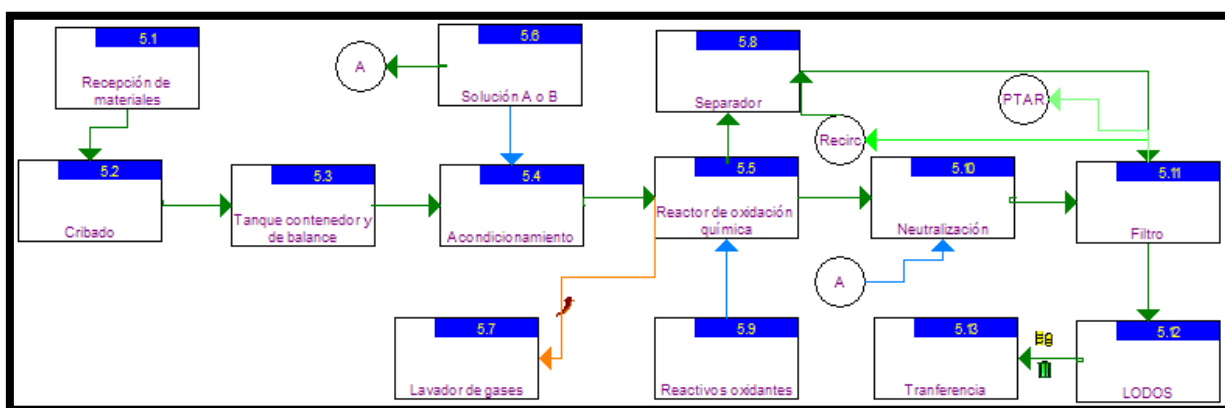 5.1
Recepción de
materiales
5.6
Solución A o B
A
5.8
Separador
PTAR
Recirc
5.2
Cribado
5.3
Tanque contenedor y
de balance
5.4
Acondicionamiento
5.5
Reactor de oxidación
química
5.10
Neutralización
5.11
Filtro
A
5.7
Lavador de gases
5.9
Reactivos oxidantes
5.13
Tranferencia
5.12
LODOS